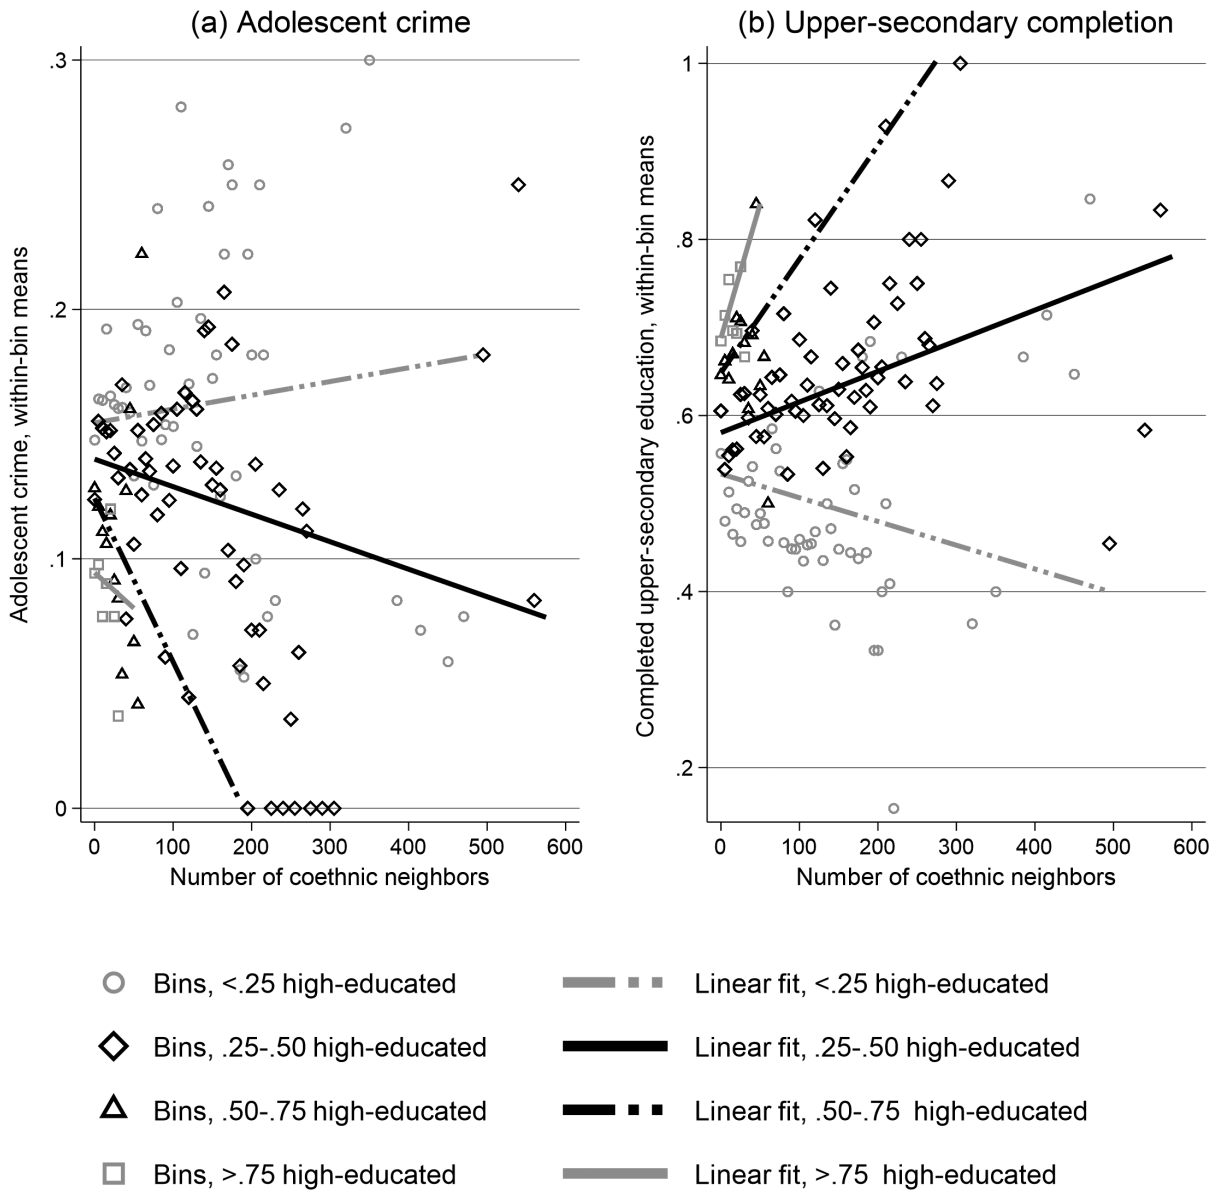 (a) Adolescent crime
.3
.2
.1
0
Adolescent crime, within-bin means
0 100 200 300 400 500 600
Number of coethnic neighbors
(b) Upper-secondary completion
1
.8
.6
.4
.2
Completed upper-secondary education, within-bin means
0 100 200 300 400 500 600
Number of coethnic neighbors
Bins, <.25 high-educated
Linear fit, <.25 high-educated
Bins, .25-.50 high-educated
Linear fit, .25-.50 high-educated
Bins, .50-.75 high-educated
Linear fit, .50-.75 high-educated
Bins, >.75 high-educated
Linear fit, >.75 high-educated